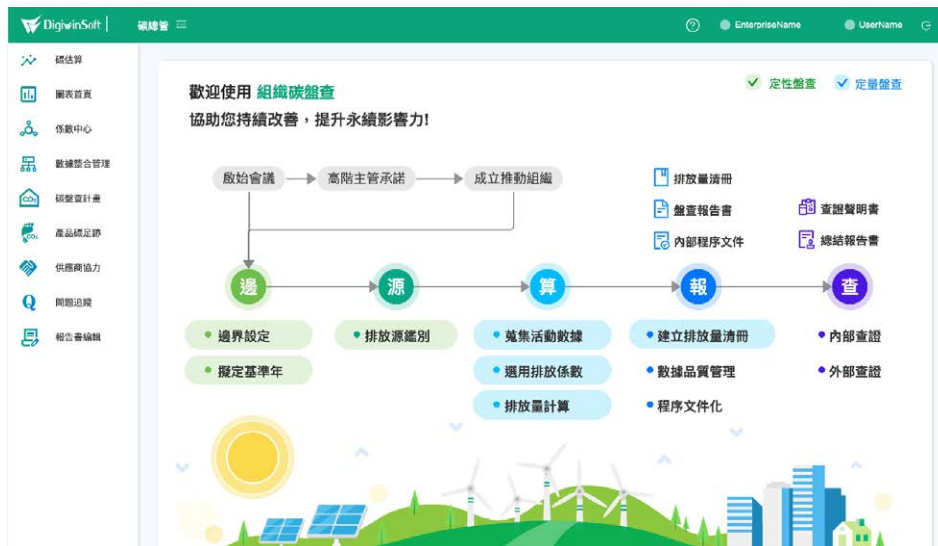 DigiwinSoft
碳總管
EnterpriseName
UserName
碳估算
圖表首頁
係數中心
數據整合管理
碳盤查計畫
產品碳足跡
供應商協力
問題追蹤
報告書編輯
歡迎使用 組織碳盤查
協助您持續改善，提升永續影響力!
定性盤查
定量盤查
啟始會議
高階主管承諾
成立推動組織
排放量清冊
盤查報告書
內部程序文件
查證聲明書
總結報告書
邊
源
算
報
查
邊界設定
擬定基準年
排放源鑑別
蒐集活動數據
選用排放係數
排放量計算
建立排放量清冊
數據品質管理
程序文件化
內部查證
外部查證